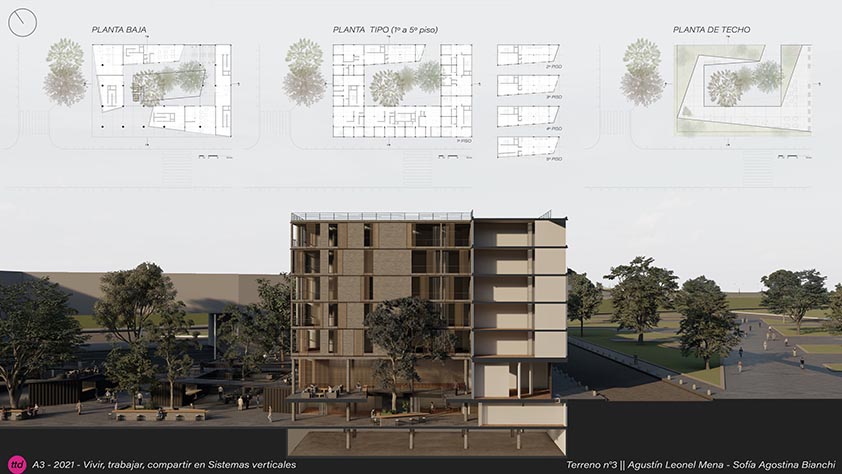 PLANTA BAJA
PLANTA TIPO (1º a 5º piso)
PLANTA DE TECHO
2º PISO
3º PISO
4º PISO
1º PISO
5º PISO
ttd
A3 - 2021 - Vivir, trabajar, compartir en Sistemas verticales
Terreno nº3 || Agustín Leonel Mena - Sofía Agostina Bianchi